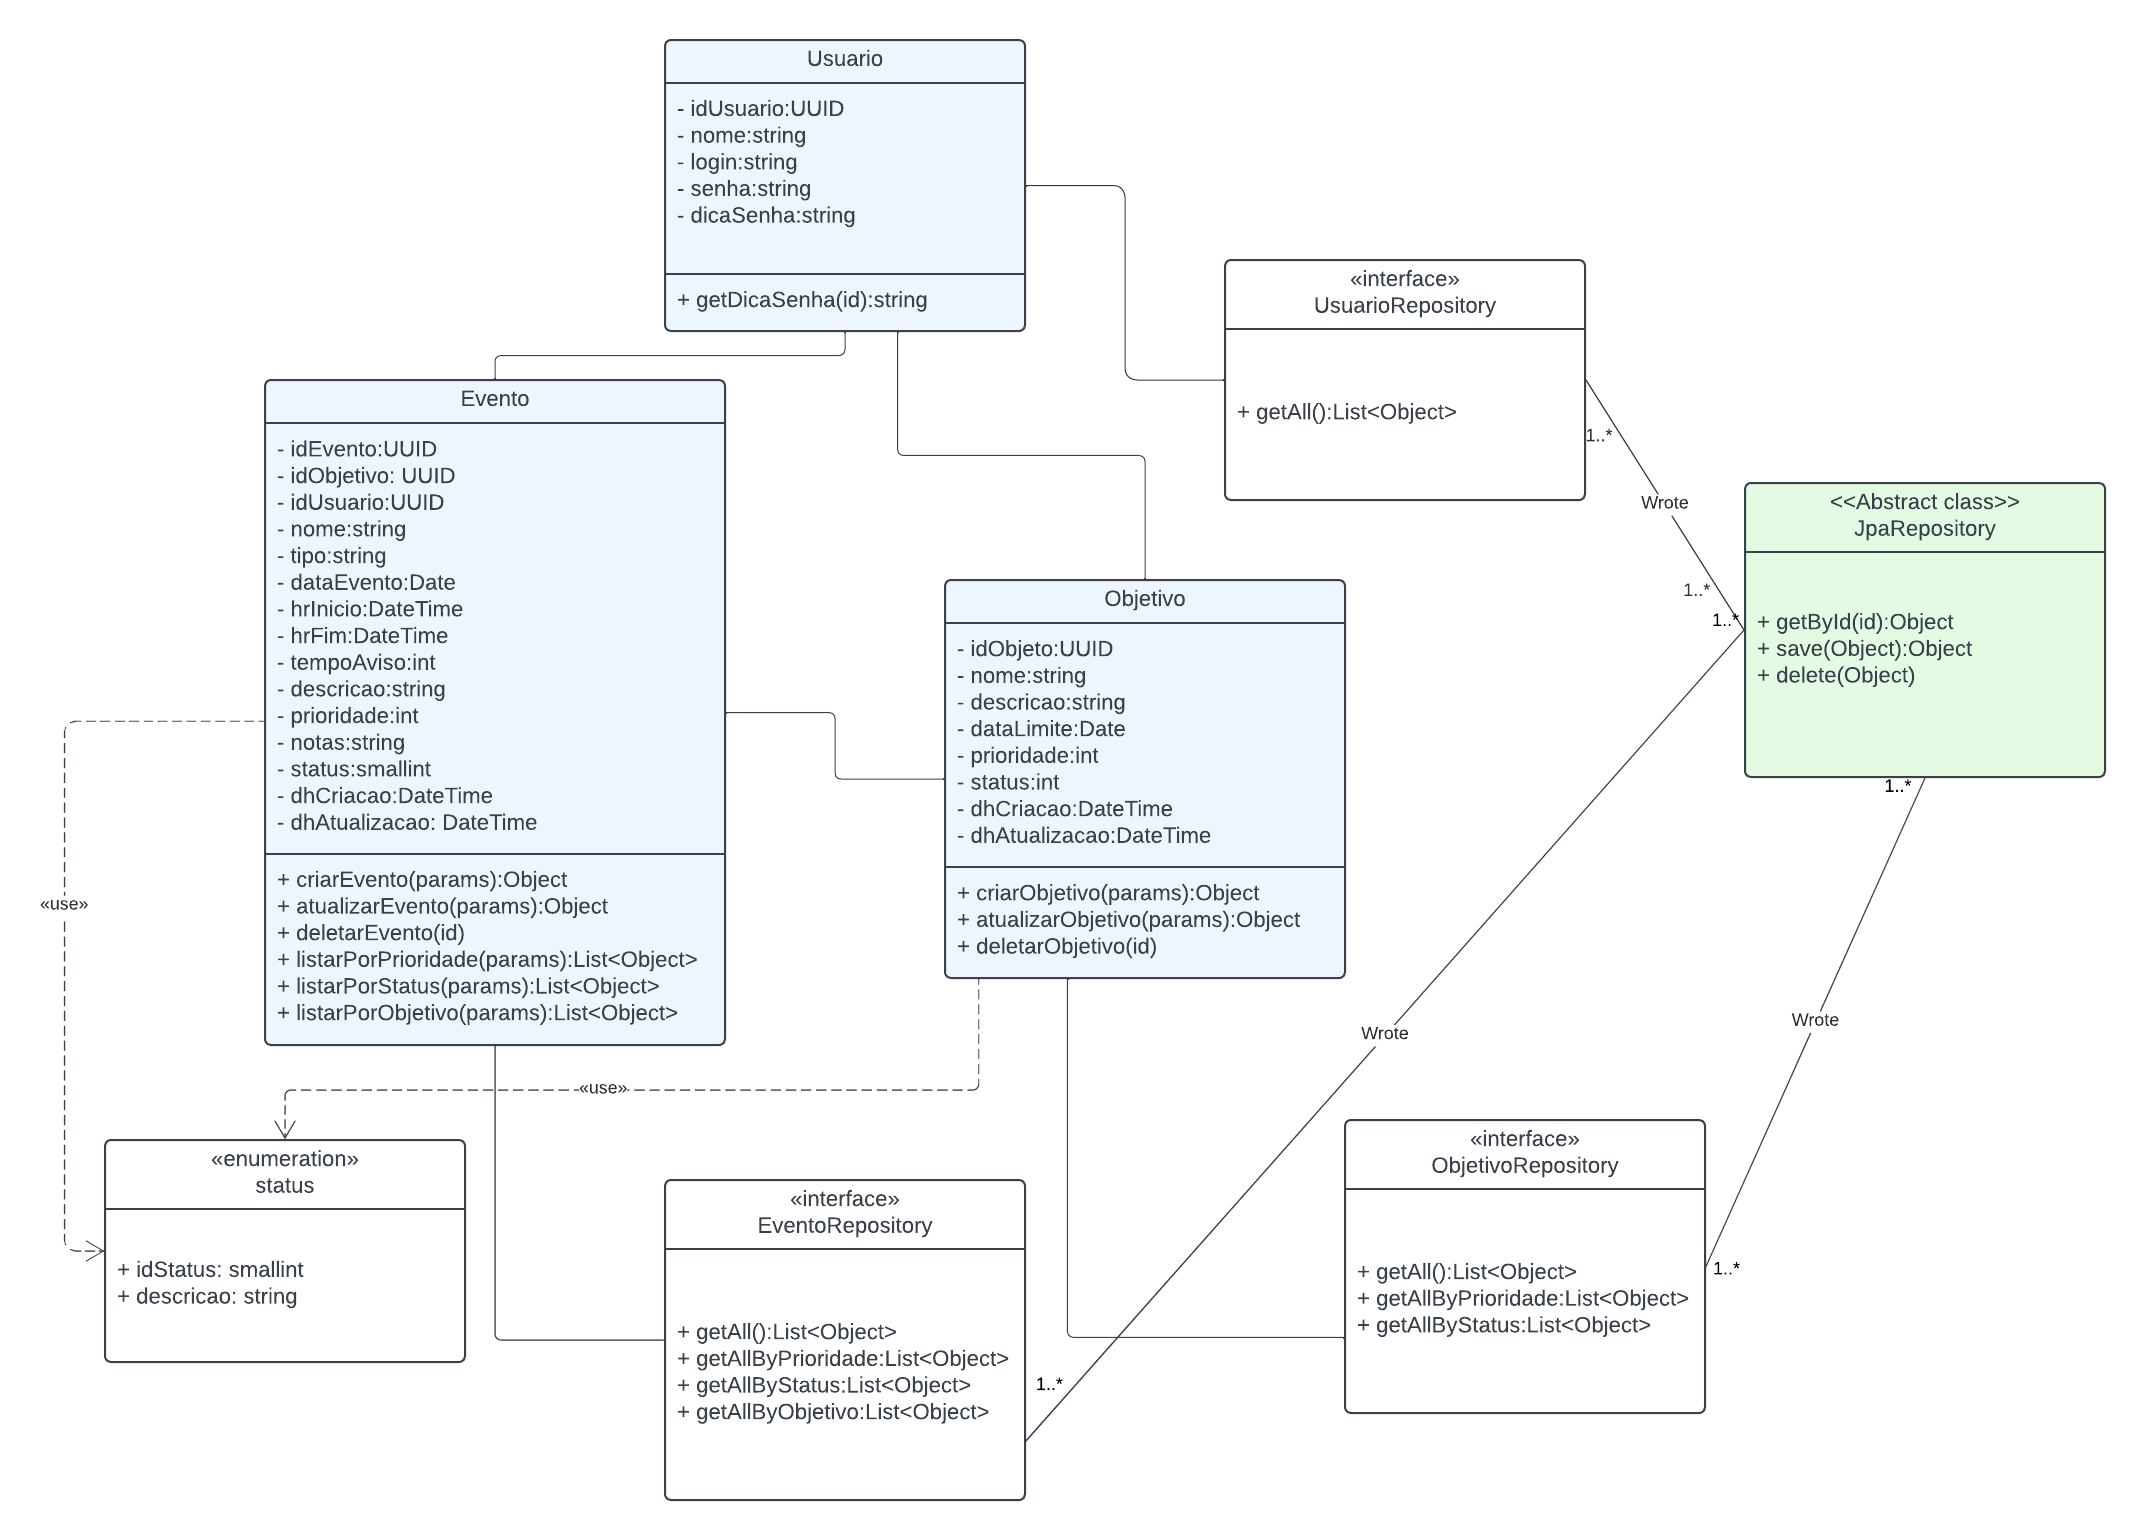 Usuario
- idUsuario:UUID
- nome:string
- login:string
- senha:string
- dicaSenha:string
+ getDicaSenha(id):string
«interface»
UsuarioRepository
+ getAll():List<Object>
1..*
Wrote
1..*
Evento
- idEvento:UUID
- idObjetivo: UUID
- idUsuario:UUID
- nome:string
- tipo:string
- dataEvento:Date
- hrInicio:DateTime
- hrFim:DateTime
- tempoAviso:int
- descricao:string
- prioridade:int
- notas:string
- status:smallint
- dhCriacao:DateTime
- dhAtualizacao: DateTime
+ criarEvento(params):Object
+ atualizarEvento(params):Object
+ deletarEvento(id)
+ listarPorPrioridade(params):List<Object>
+ listarPorStatus(params):List<Object>
+ listarPorObjetivo(params):List<Object>
Objetivo
- idObjeto:UUID
- nome:string
- descricao:string
- dataLimite:Date
- prioridade:int
- status:int
- dhCriacao:DateTime
- dhAtualizacao:DateTime
+ criarObjetivo(params):Object
+ atualizarObjetivo(params):Object
+ deletarObjetivo(id)
<<Abstract class>>
JpaRepository
1..*
+ getById(id):Object
+ save(Object):Object
+ delete(Object)
1..*
«use»
Wrote
Wrote
«use»
«enumeration»
status
+ idStatus: smallint
+ descricao: string
«interface»
EventoRepository
+ getAll():List<Object>
+ getAllByPrioridade:List<Object>
+ getAllByStatus:List<Object>
+ getAllByObjetivo:List<Object>
1..*
«interface»
ObjetivoRepository
+ getAll():List<Object>
+ getAllByPrioridade:List<Object>
+ getAllByStatus:List<Object>
1..*